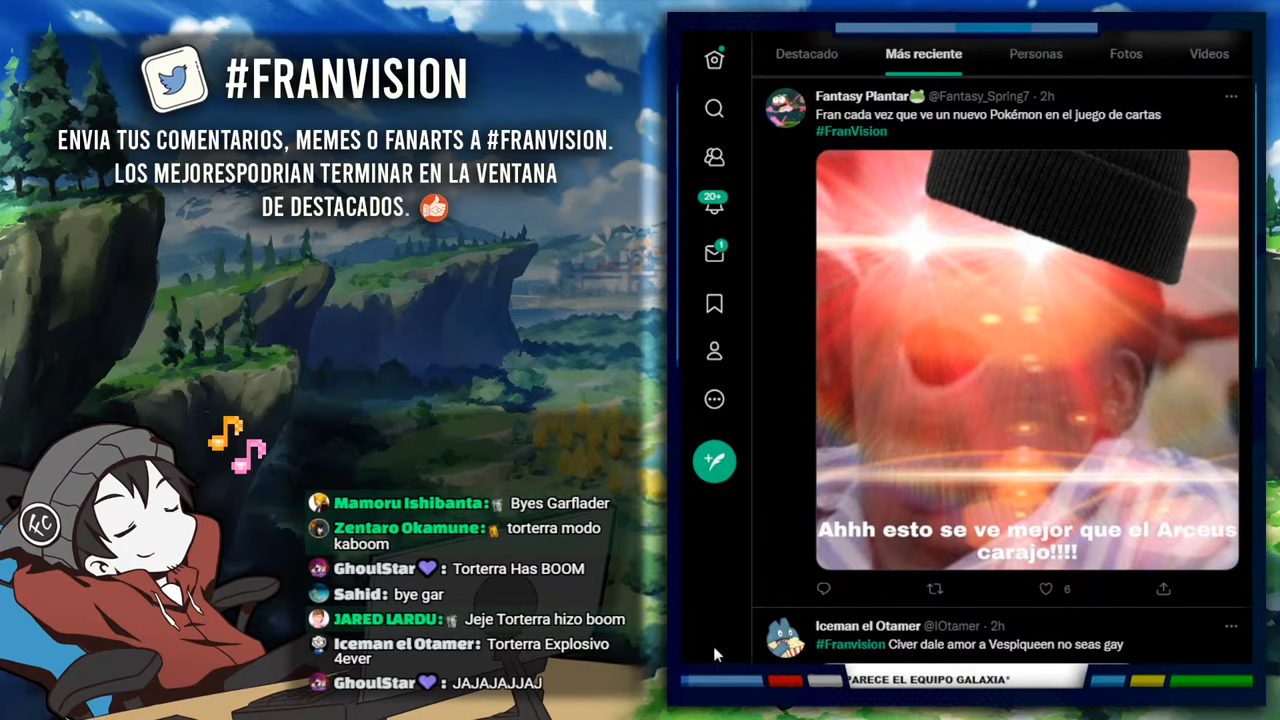 #FRANVISION
ENVIA TUS COMENTARIOS, MEMES O FANARTS A #FRANVISION.
LOS MEJORESPODRIAN TERMINAR EN LA VENTANA
DE DESTACADOS.
Mamoru Ishibanta: Byes Garflader
Zentaro Okamune: torterra modo
kaboom
GhoulStar: Torterra Has BOOM
Sahid: bye gar
JARED LARDU: Jeje Torterra hizo boom
Iceman el Otamer: Torterra Explosivo
4ever
GhoulStar: JAJAJAJJAJ
Destacado Más reciente Personas Fotos Videos
20+
1
Fantasy Plantar @Fantasy_Spring7 · 2h
Fran cada vez que ve un nuevo Pokémon en el juego de cartas
#FranVision
Ahhh esto se ve mejor que el Arceus
carajo!!!!
6
Iceman el Otamer @IOtamer · 2h
#Franvision Civer dale amor a Vespiqueen no seas gay
PARECE EL EQUIPO GALAXIA*